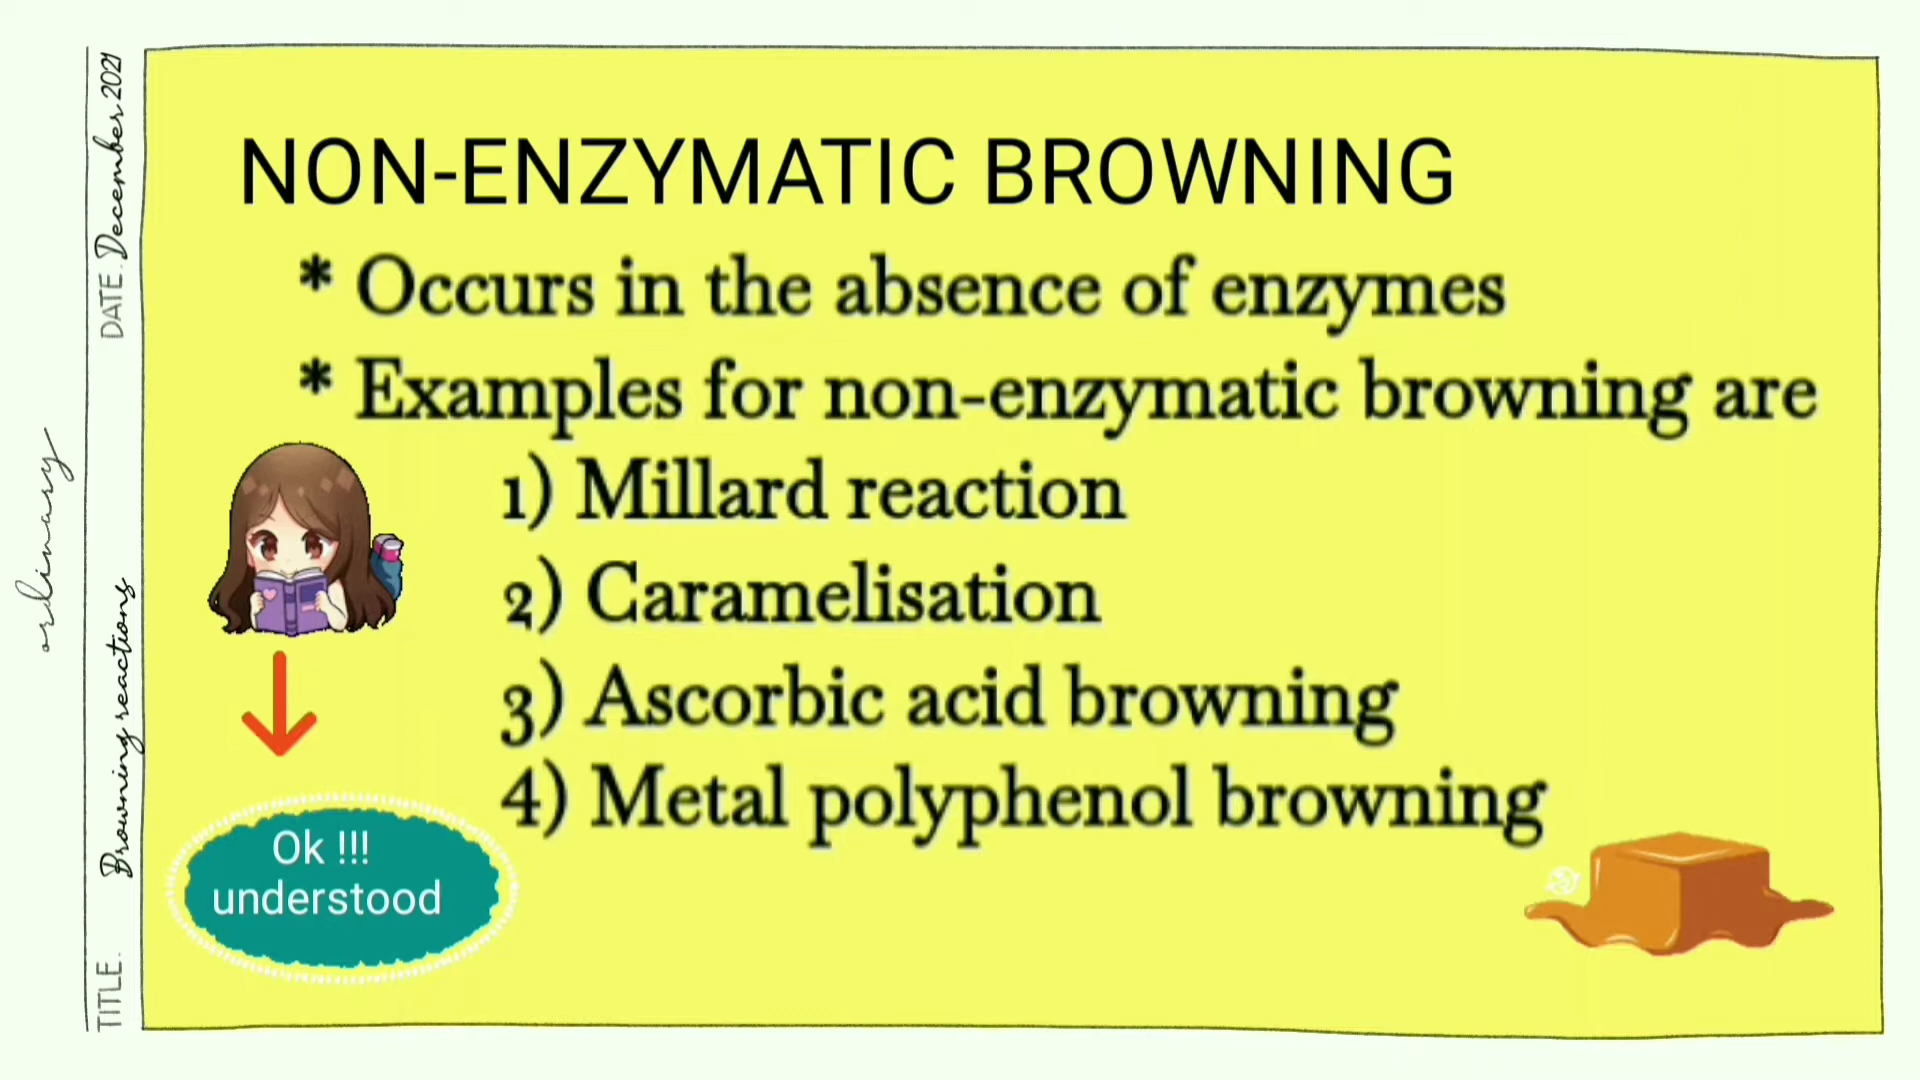 NON-ENZYMATIC BROWNING
* Occurs in the absence of enzymes
* Examples for non-enzymatic browning are
1) Millard reaction
2) Caramelisation
3) Ascorbic acid browning
4) Metal polyphenol browning
Ok !!!
understood
TITLE. Browning reactions
DATE. December 2021
orlinary